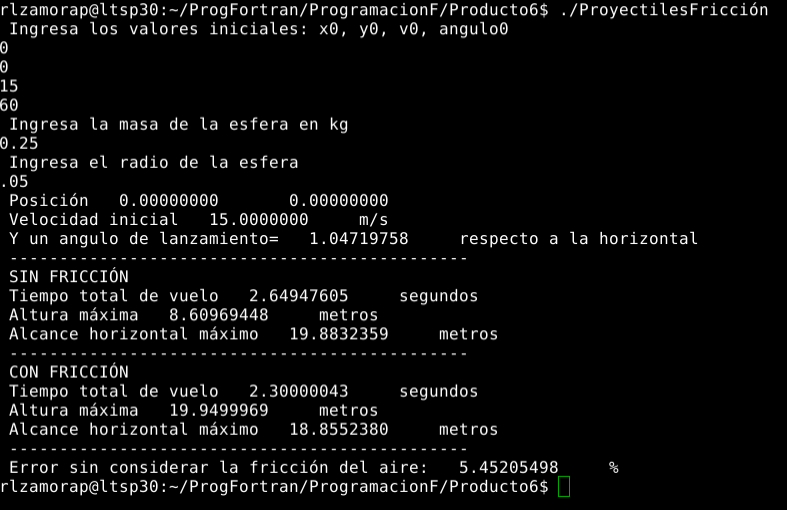 rlzamorap@ltsp30:~/ProgFortran/ProgramacionF/Producto6$ ./ProyectilesFricción
Ingresa los valores iniciales: x0, y0, v0, angulo0
0
0
15
60
Ingresa la masa de la esfera en kg
0.25
Ingresa el radio de la esfera
.05
Posición   0.00000000       0.00000000
Velocidad inicial   15.0000000     m/s
Y un angulo de lanzamiento=   1.04719758     respecto a la horizontal
----------------------------------------------
SIN FRICCIÓN
Tiempo total de vuelo   2.64947605     segundos
Altura máxima   8.60969448     metros
Alcance horizontal máximo   19.8832359     metros
----------------------------------------------
CON FRICCIÓN
Tiempo total de vuelo   2.30000043     segundos
Altura máxima   19.9499969     metros
Alcance horizontal máximo   18.8552380     metros
----------------------------------------------
Error sin considerar la fricción del aire:   5.45205498     %
rlzamorap@ltsp30:~/ProgFortran/ProgramacionF/Producto6$